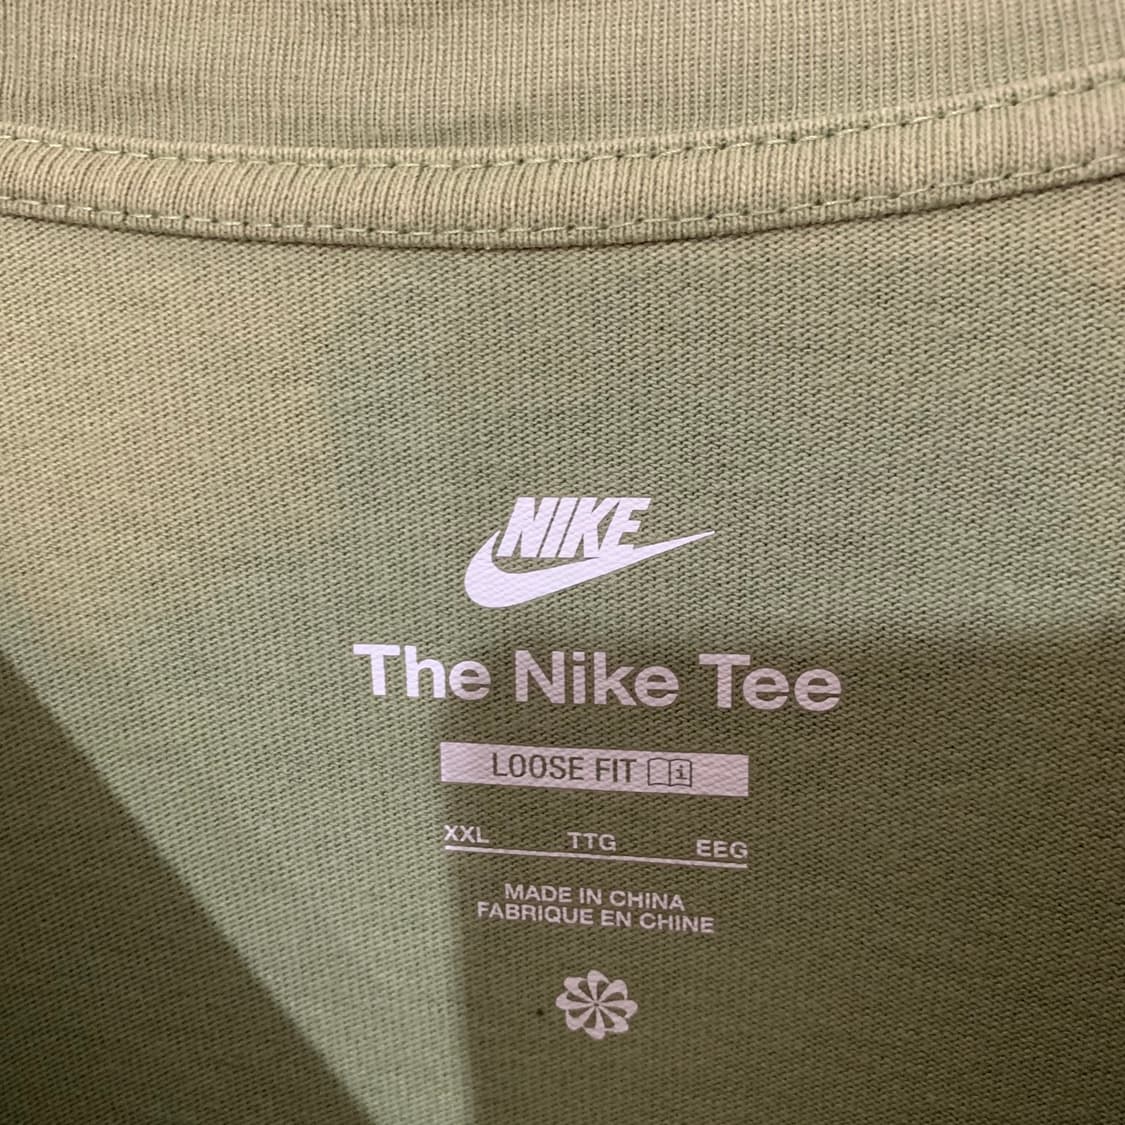 NIKE
The Nike Tee
LOOSE FIT i
XXL TTG EEG
MADE IN CHINA
FABRIQUE EN CHINE